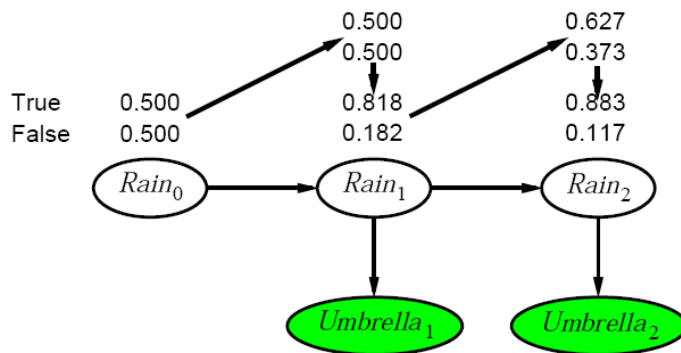 0.500 0.627
0.500 0.373
True 0.500 0.818 0.883
False 0.500 0.182 0.117
Rain0 Rain1 Rain2
Umbrella1 Umbrella2